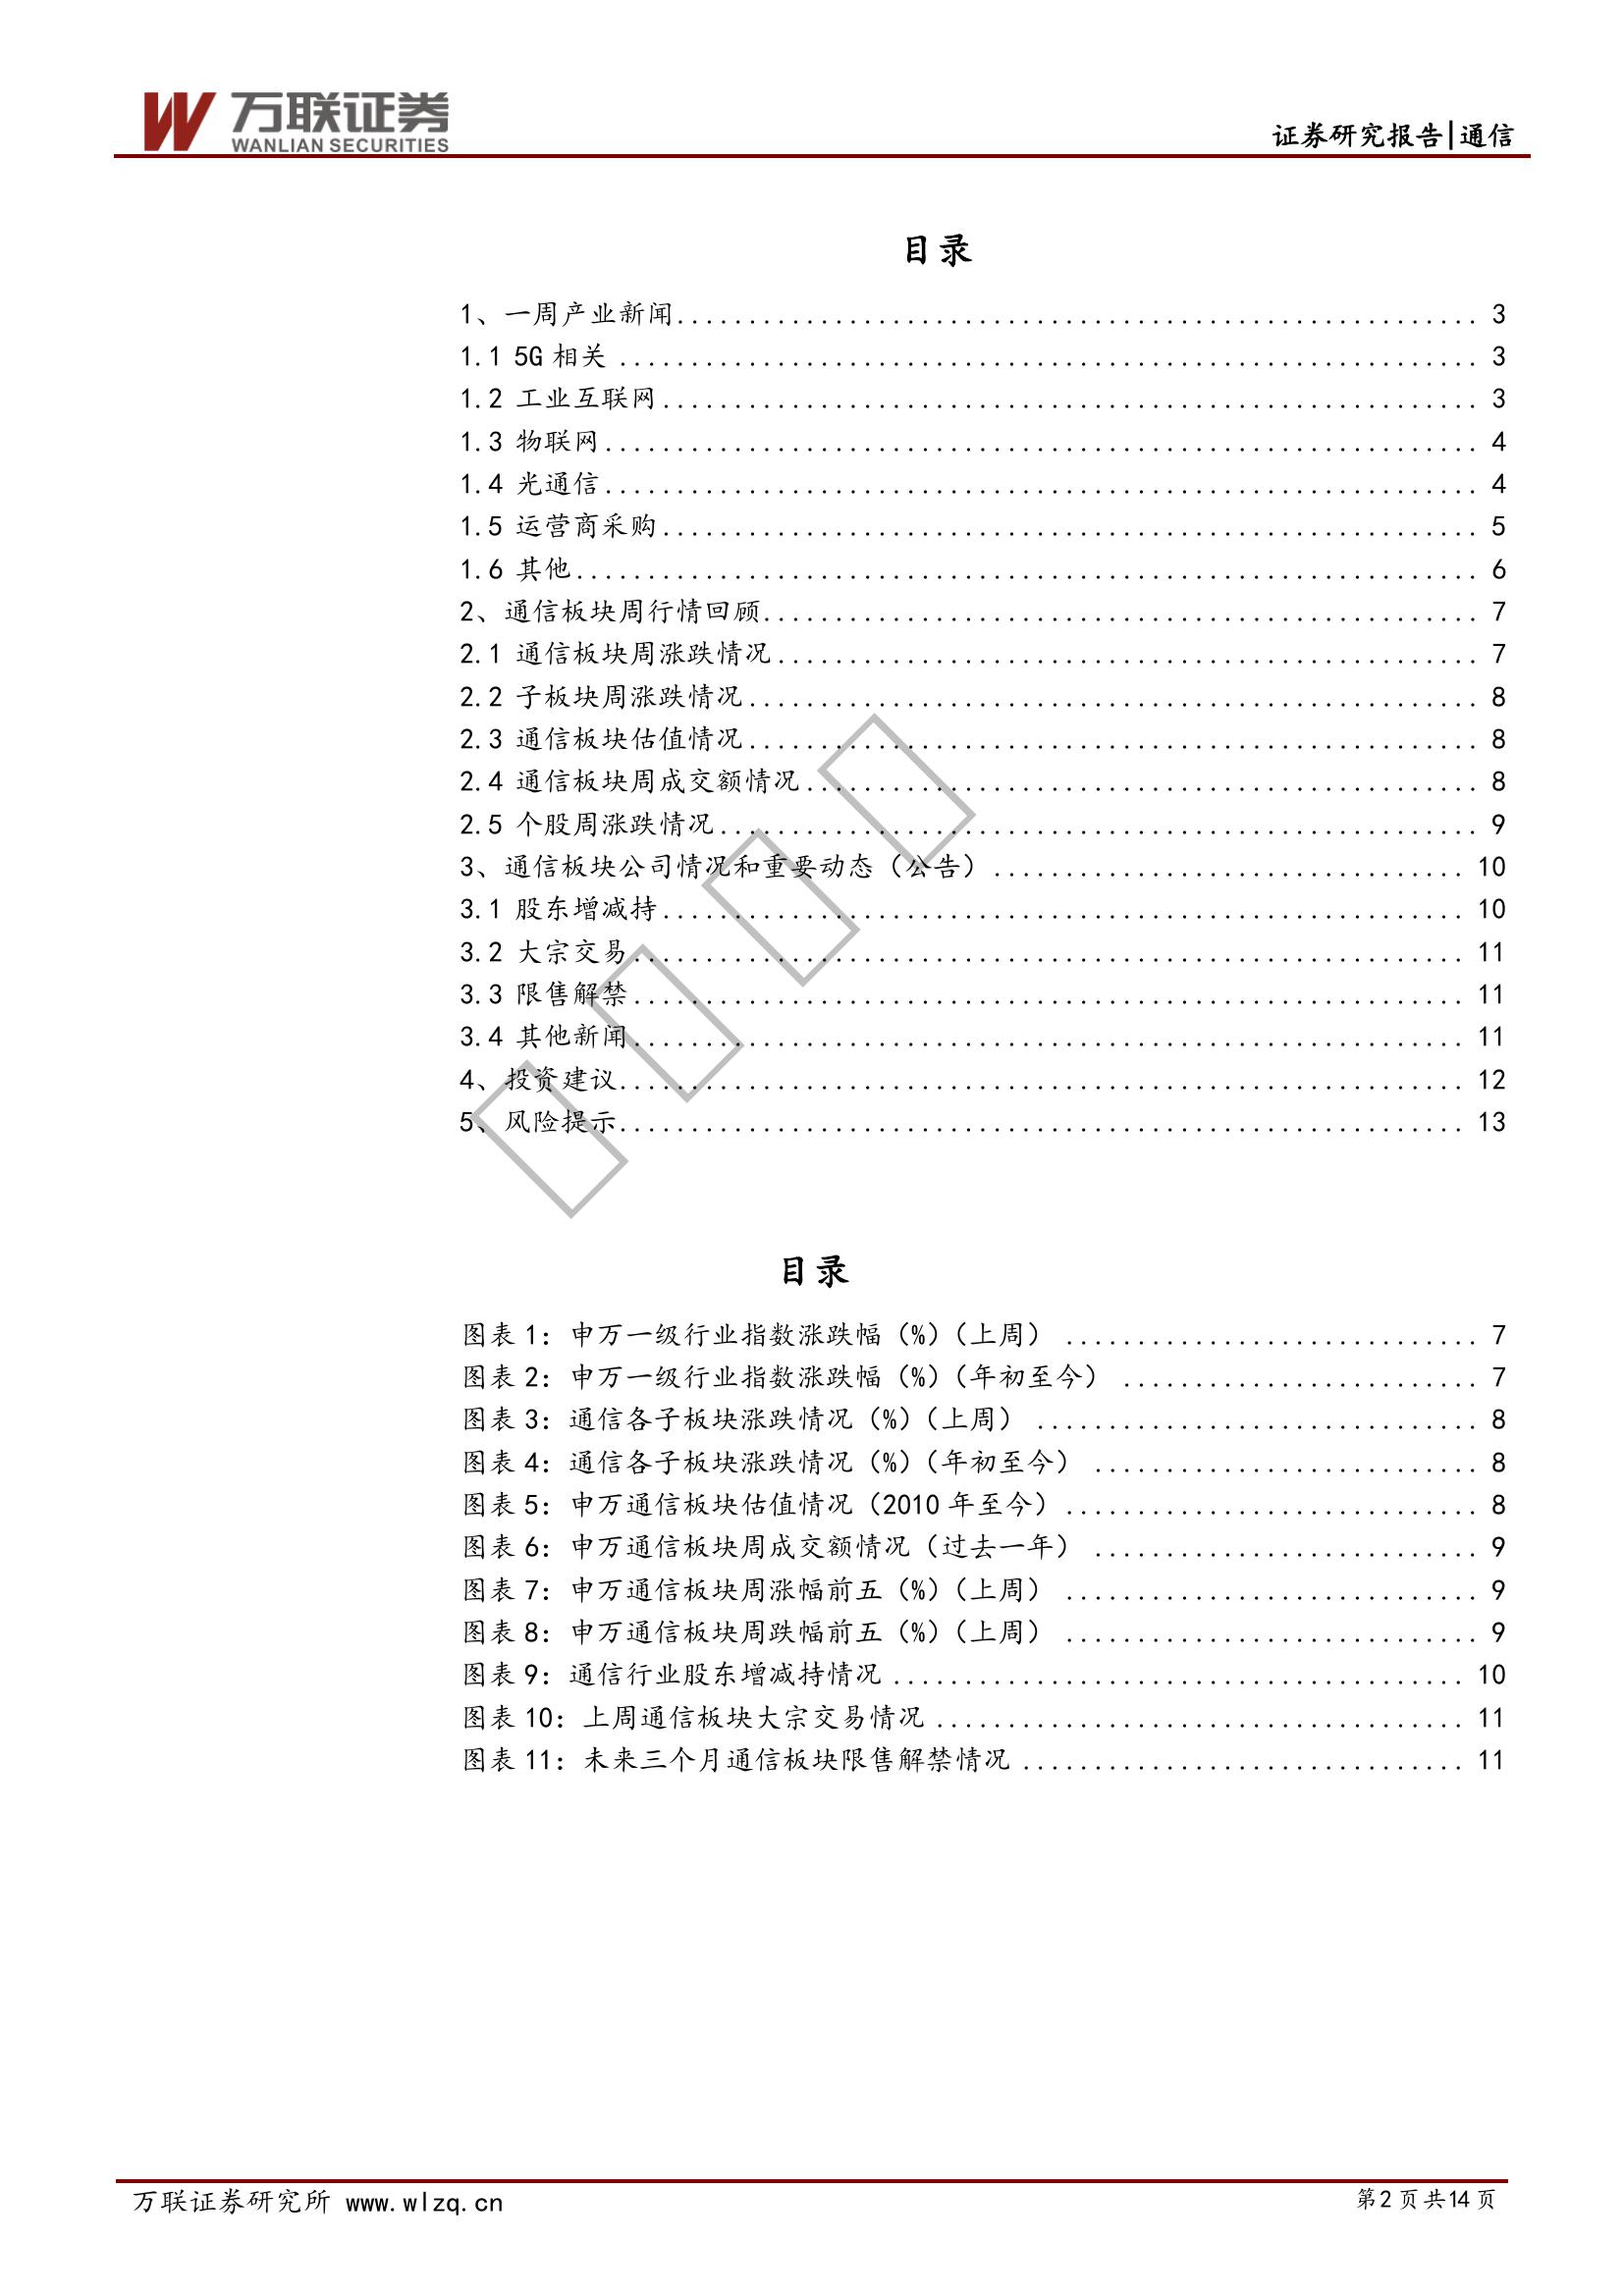 万联证券
WANLIAN SECURITIES
证券研究报告|通信
目录
1、一周产业新闻........................................................ 3
1.1 5G 相关 ............................................................ 3
1.2 工业互联网......................................................... 3
1.3 物联网............................................................. 4
1.4 光通信............................................................. 4
1.5 运营商采购......................................................... 5
1.6 其他............................................................... 6
2、通信板块周行情回顾.................................................. 7
2.1 通信板块周涨跌情况................................................. 7
2.2 子板块周涨跌情况................................................... 8
2.3 通信板块估值情况................................................... 8
2.4 通信板块周成交额情况............................................... 8
2.5 个股周涨跌情况..................................................... 9
3、通信板块公司情况和重要动态（公告）................................. 10
3.1 股东增减持........................................................ 10
3.2 大宗交易.......................................................... 11
3.3 限售解禁.......................................................... 11
3.4 其他新闻.......................................................... 11
4、投资建议........................................................... 12
5、风险提示........................................................... 13
目录
图表 1：申万一级行业指数涨跌幅（%）（上周） ............................. 7
图表 2：申万一级行业指数涨跌幅（%）（年初至今） ......................... 7
图表 3：通信各子板块涨跌情况（%）（上周） ............................... 8
图表 4：通信各子板块涨跌情况（%）（年初至今） ........................... 8
图表 5：申万通信板块估值情况（2010 年至今）............................. 8
图表 6：申万通信板块周成交额情况（过去一年） ........................... 9
图表 7：申万通信板块周涨幅前五（%）（上周） ............................. 9
图表 8：申万通信板块周跌幅前五（%）（上周） ............................. 9
图表 9：通信行业股东增减持情况 ........................................ 10
图表 10：上周通信板块大宗交易情况 ..................................... 11
图表 11：未来三个月通信板块限售解禁情况 ............................... 11
万联证券研究所 www.wlzq.cn
第2页共14页